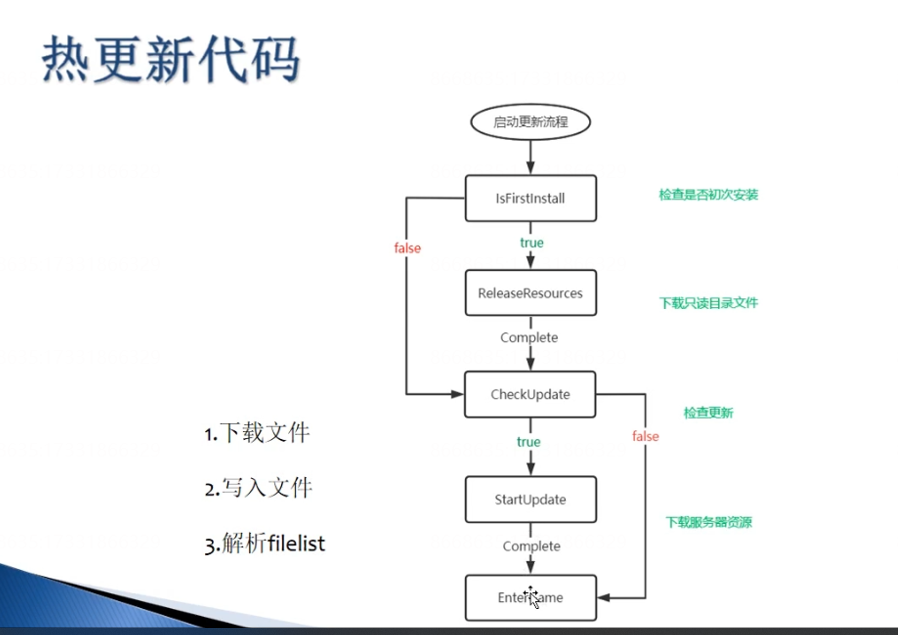 热更新代码
启动更新流程
IsFirstInstall
检查是否初次安装
false
true
ReleaseResources
下载只读目录文件
Complete
CheckUpdate
检查更新
1.下载文件
true
false
2.写入文件
StartUpdate
下载服务器资源
3.解析filelist
Complete